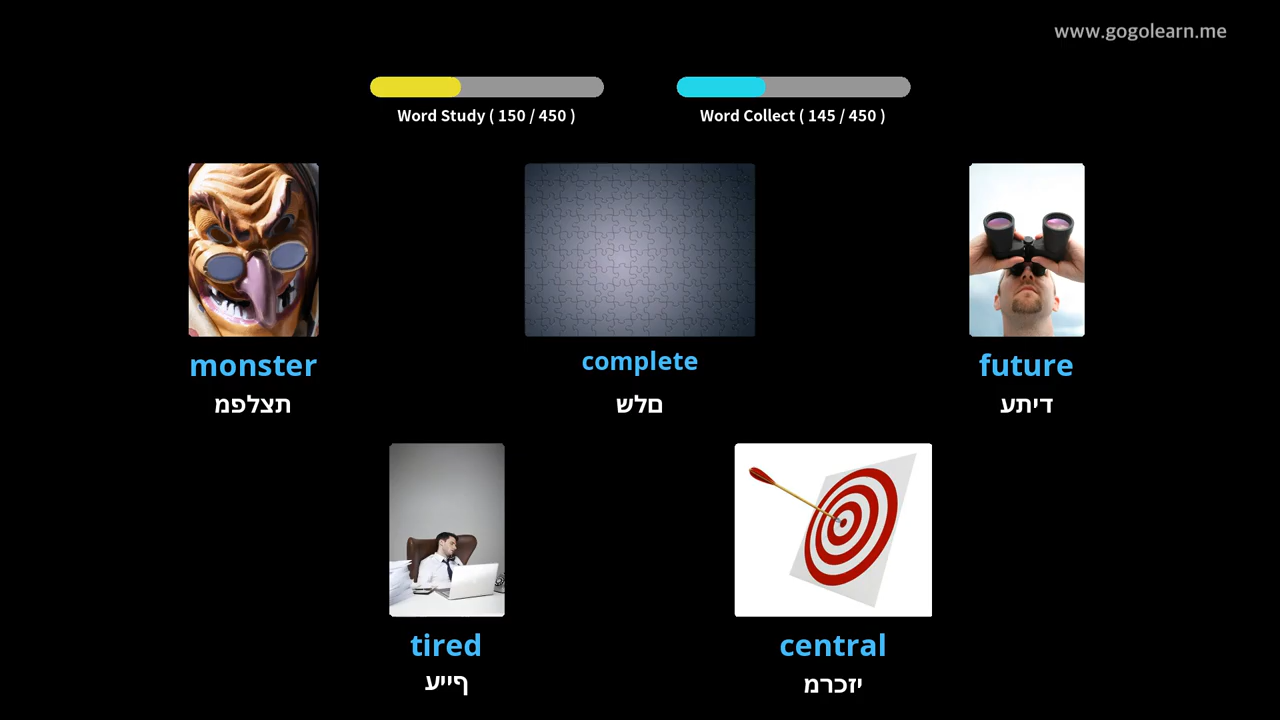 www.gogolearn.me
Word Study ( 150 / 450 )
Word Collect ( 145 / 450 )
monster
תצלפמ
complete
םלש
future
דיתע
tired
ףייע
central
יזכרמ